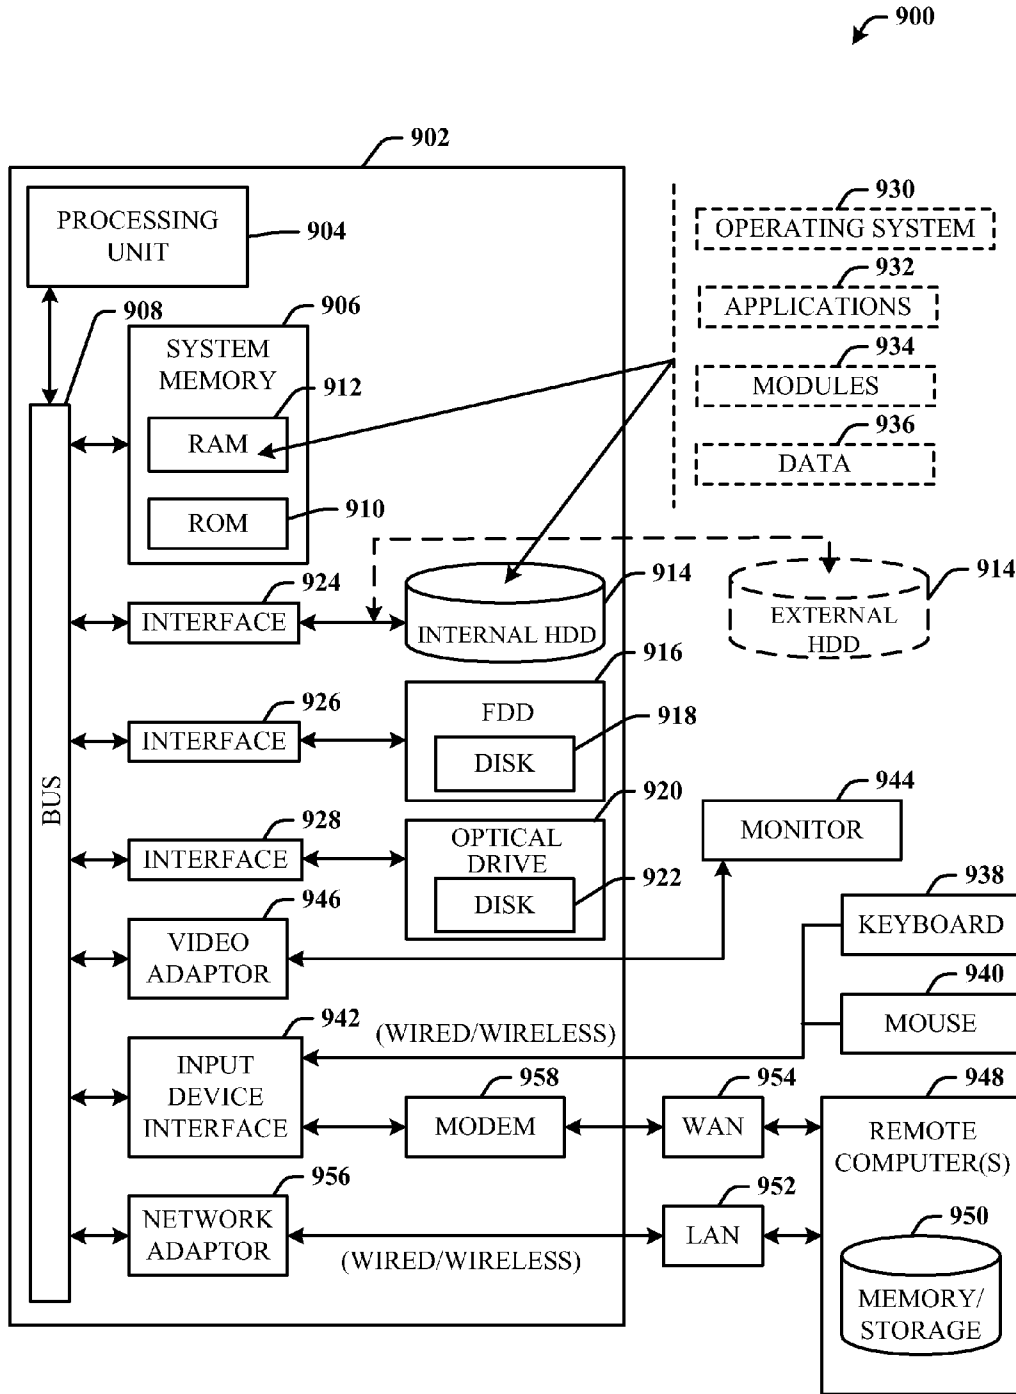 900
902
PROCESSING
UNIT
904
908
906
SYSTEM
MEMORY
912
RAM
ROM
910
930
OPERATING SYSTEM
932
APPLICATIONS
934
MODULES
936
DATA
924
INTERFACE
INTERNAL HDD
914
EXTERNAL
HDD
914
926
INTERFACE
916
FDD
918
DISK
BUS
928
INTERFACE
920
OPTICAL
DRIVE
922
DISK
944
MONITOR
946
VIDEO
ADAPTOR
938
KEYBOARD
940
MOUSE
942
INPUT
DEVICE
INTERFACE
(WIRED/WIRELESS)
958
MODEM
954
WAN
948
REMOTE
COMPUTER(S)
956
NETWORK
ADAPTOR
(WIRED/WIRELESS)
952
LAN
950
MEMORY/
STORAGE